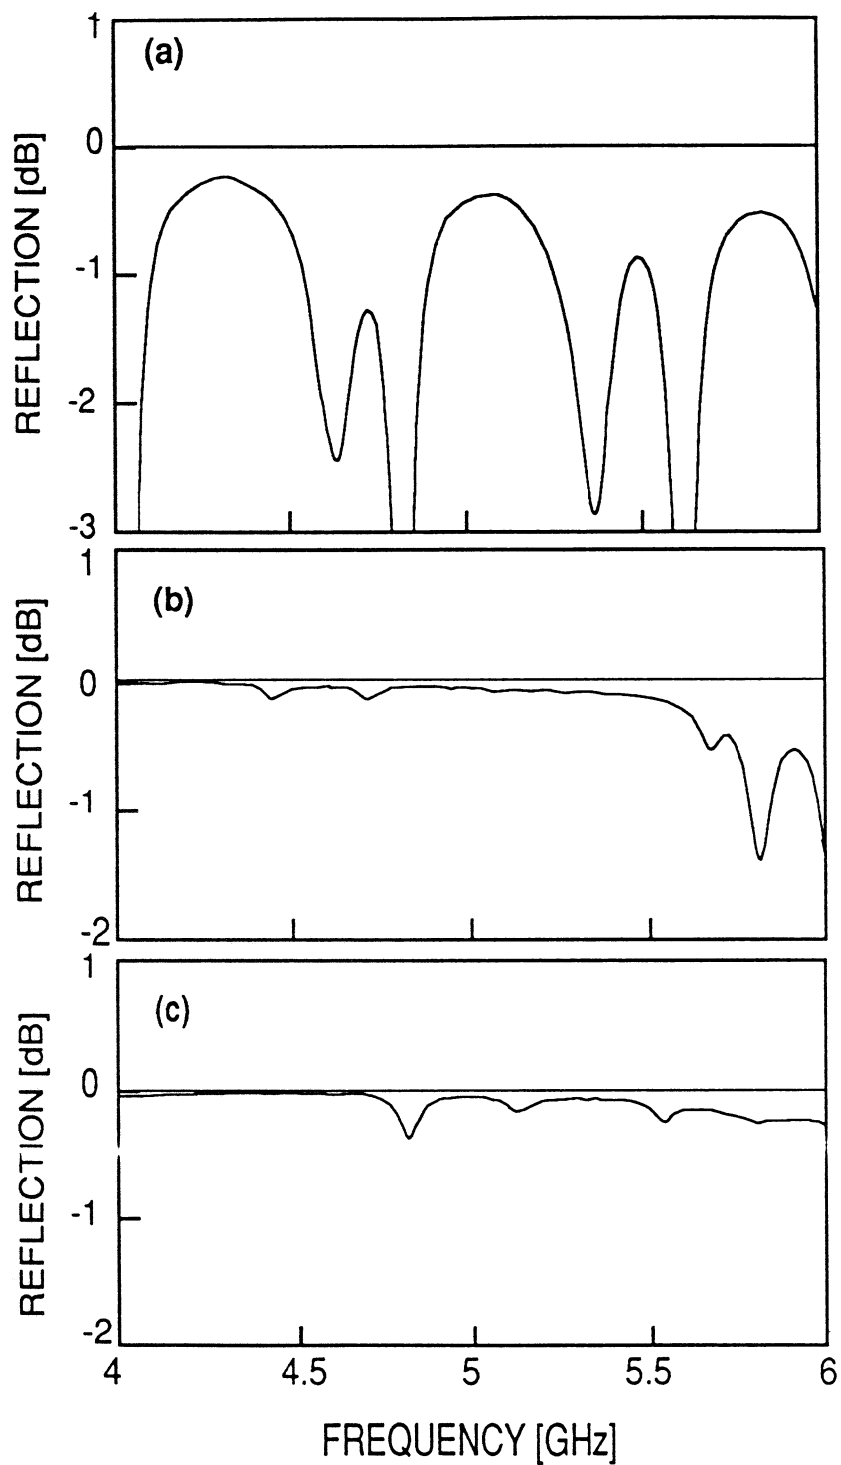 1
(a)
0
REFLECTION [dB]
-1
-2
-3
1
(b)
0
REFLECTION [dB]
-1
-2
1
(c)
0
REFLECTION [dB]
-1
-2
4 4.5 5 5.5 6
FREQUENCY [GHz]